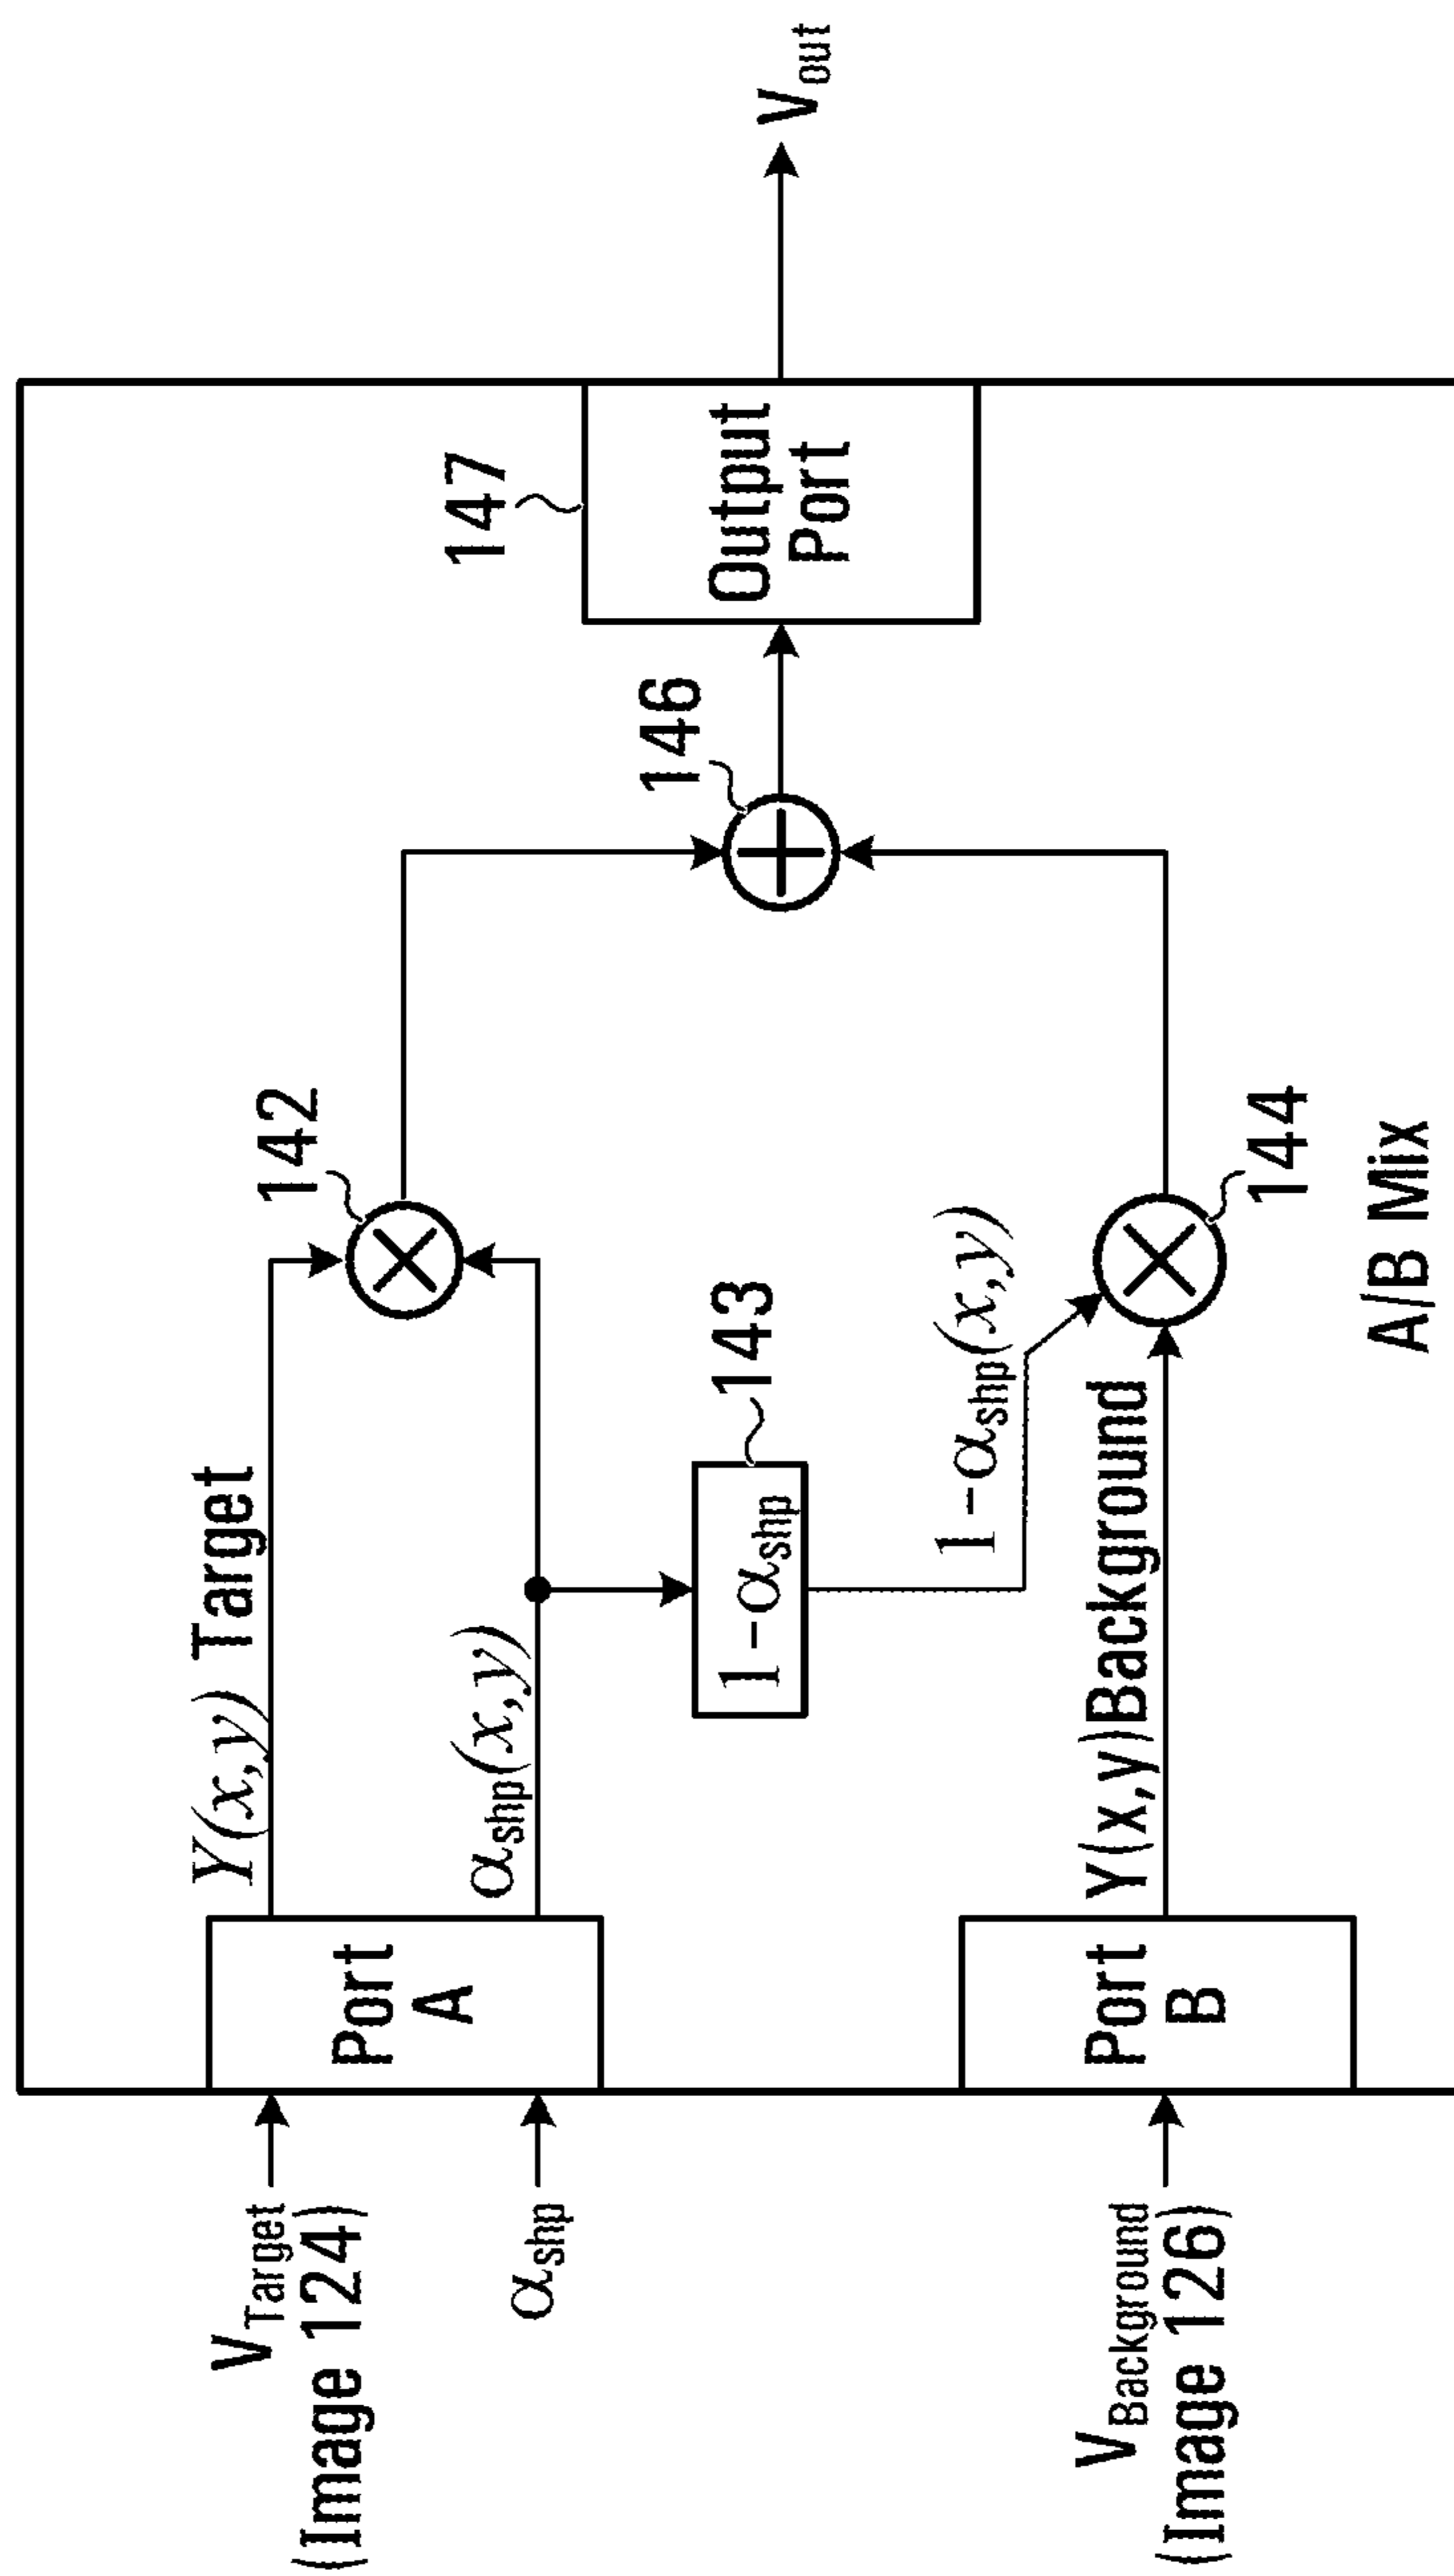 V_Target
(Image 124)
α_shp
V_Background
(Image 126)
Port
A
Port
B
Y(x,y) Target
α_shp(x,y)
1-α_shp
143
1-α_shp(x,y)
Y(x,y)Background
142
144
146
147
Output
Port
V_out
A/B Mix